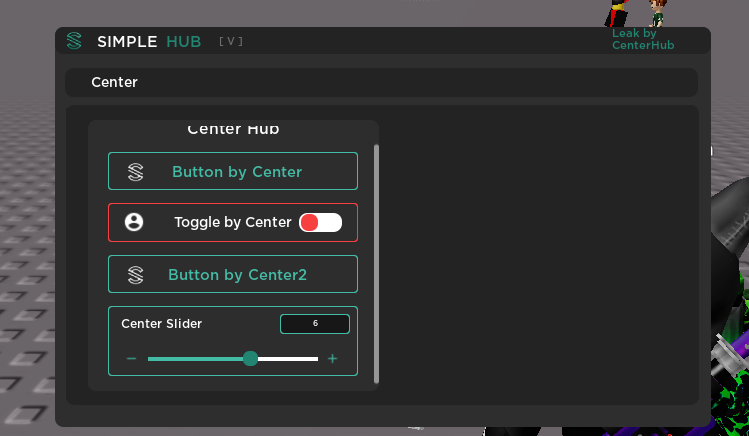 SIMPLE HUB [ V ]
Leak by
CenterHub
Center
Center Hub
Button by Center
Toggle by Center
Button by Center2
Center Slider
6